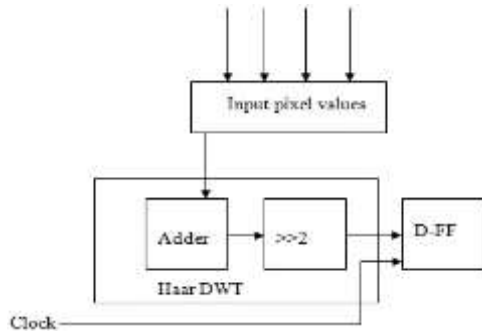 Input pixel values
Adder
>>2
D-FF
Haar DWT
Clock